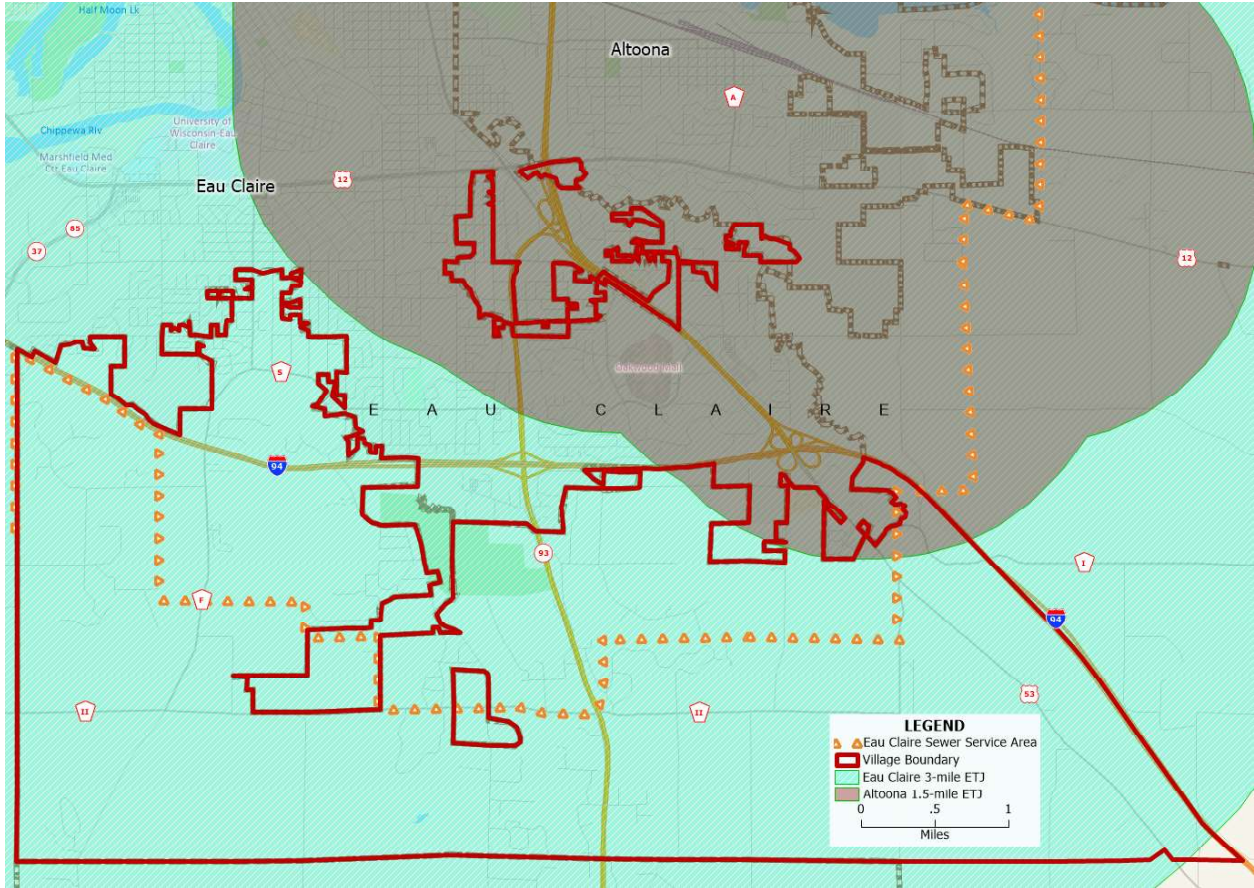 Half Moon Lk
Altoona
A
Chippewa Riv
University of
Wisconsin-Eau
Claire
Marshfield Med
Ctr Eau Claire
Eau Claire
12
85
37
12
Oakwood Mall
S
E A U C L A I R E
94
93
I
F
94
II
II
53
LEGEND
Eau Claire Sewer Service Area
Village Boundary
Eau Claire 3-mile ETJ
Altoona 1.5-mile ETJ
0 .5 1
Miles